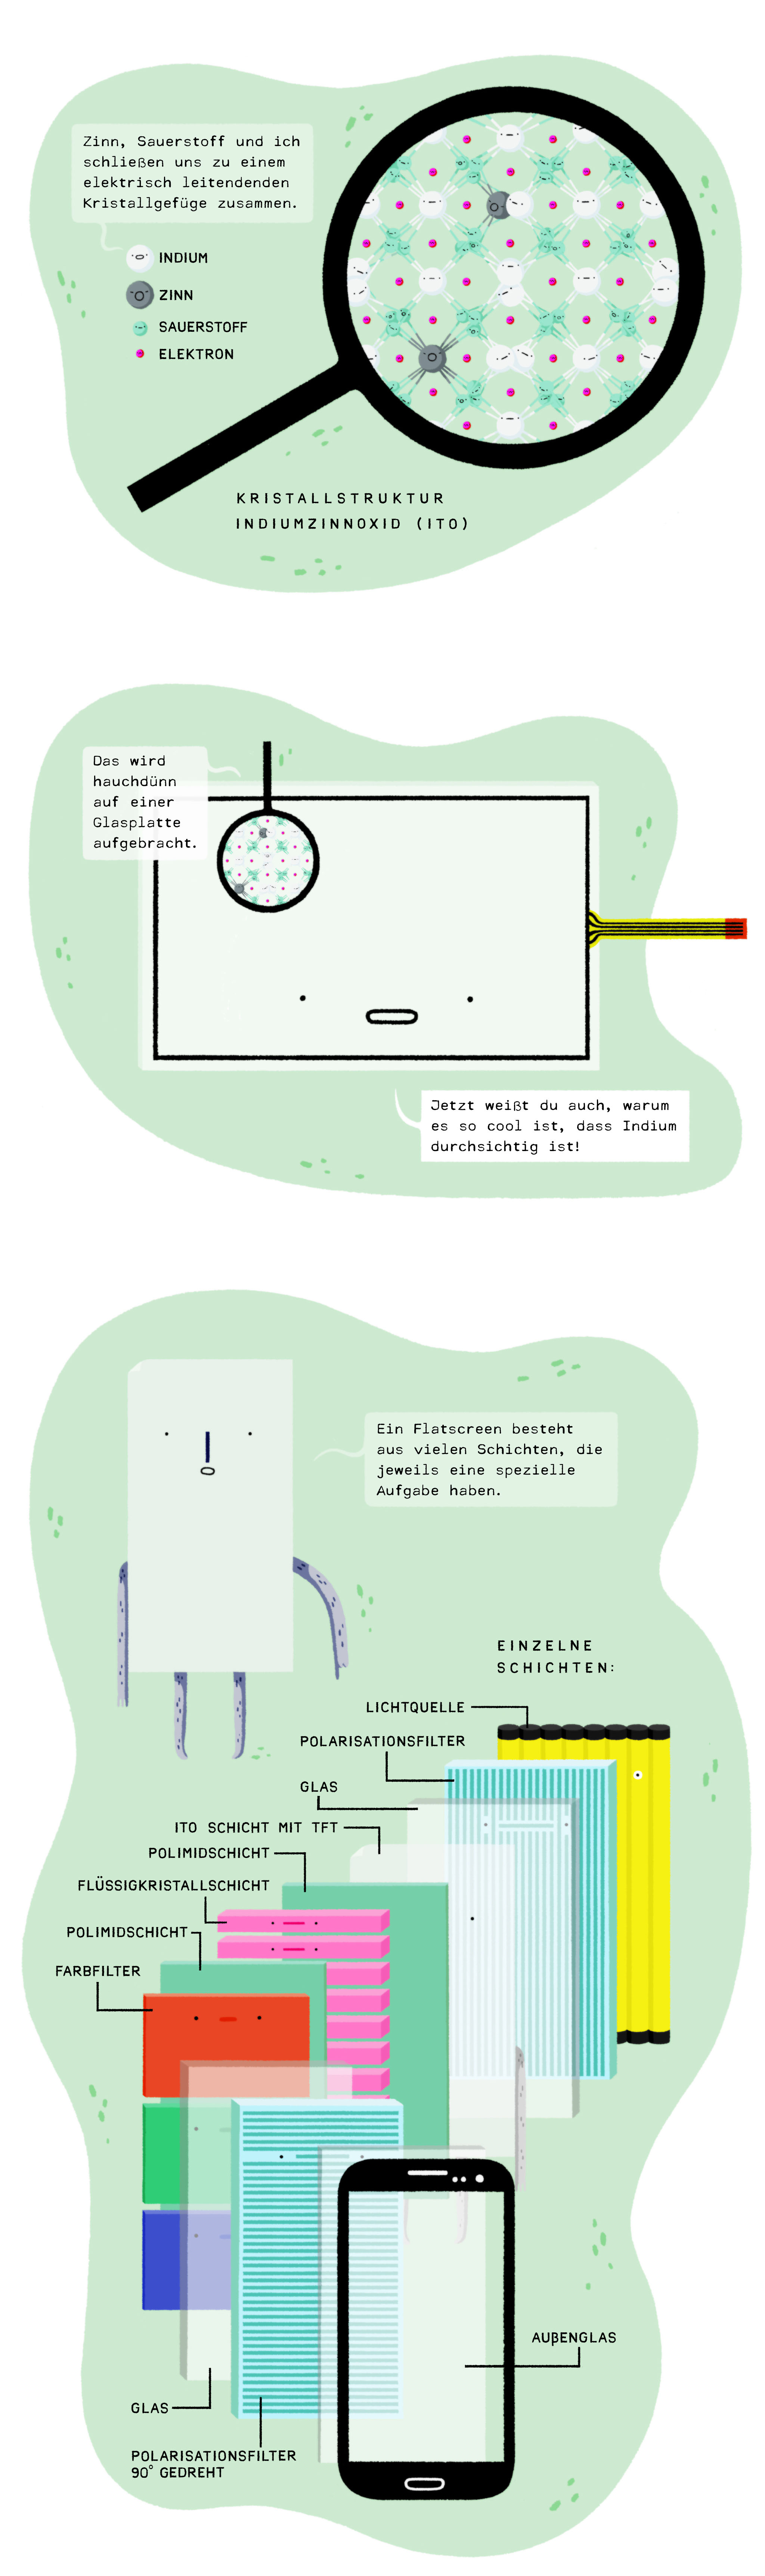 Zinn, Sauerstoff und ich
schließen uns zu einem
elektrisch leitendenden
Kristallgefüge zusammen.
INDIUM
ZINN
SAUERSTOFF
ELEKTRON
KRISTALLSTRUKTUR
INDIUMZINNOXID (ITO)
Das wird
hauchdünn
auf einer
Glasplatte
aufgebracht.
Jetzt weißt du auch, warum
es so cool ist, dass Indium
durchsichtig ist!
Ein Flatscreen besteht
aus vielen Schichten, die
jeweils eine spezielle
Aufgabe haben.
EINZELNE
SCHICHTEN:
LICHTQUELLE
POLARISATIONSFILTER
GLAS
ITO SCHICHT MIT TFT
POLIMIDSCHICHT
FLÜSSIGKRISTALLSCHICHT
POLIMIDSCHICHT
FARBFILTER
AUßENGLAS
GLAS
POLARISATIONSFILTER
90° GEDREHT